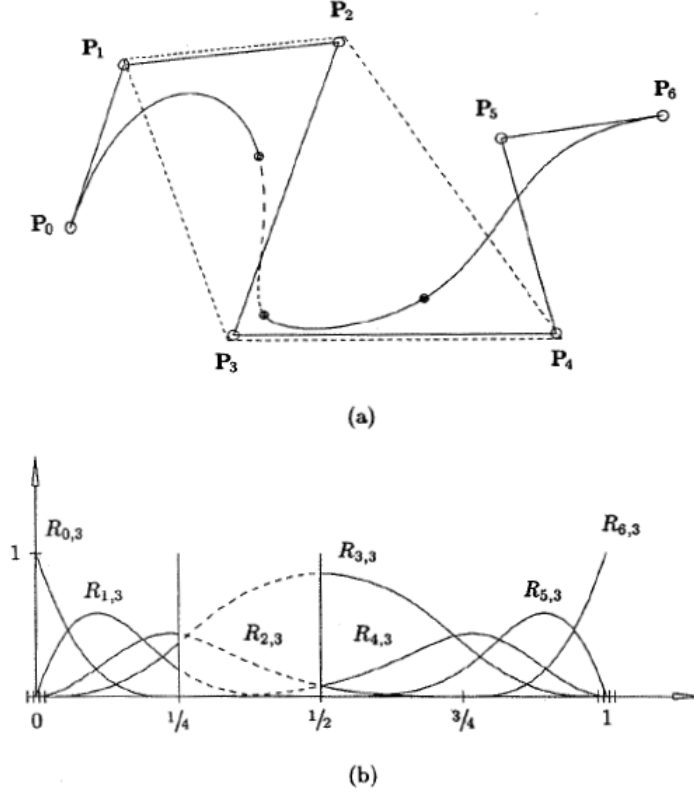 P₂
P₁
P₆
P₅
P₀
P₃ P₄
(a)
R₀,₃ R₃,₃ R₆,₃
1
R₁,₃ R₂,₃ R₄,₃ R₅,₃
0 1/4 1/2 3/4 1
(b)